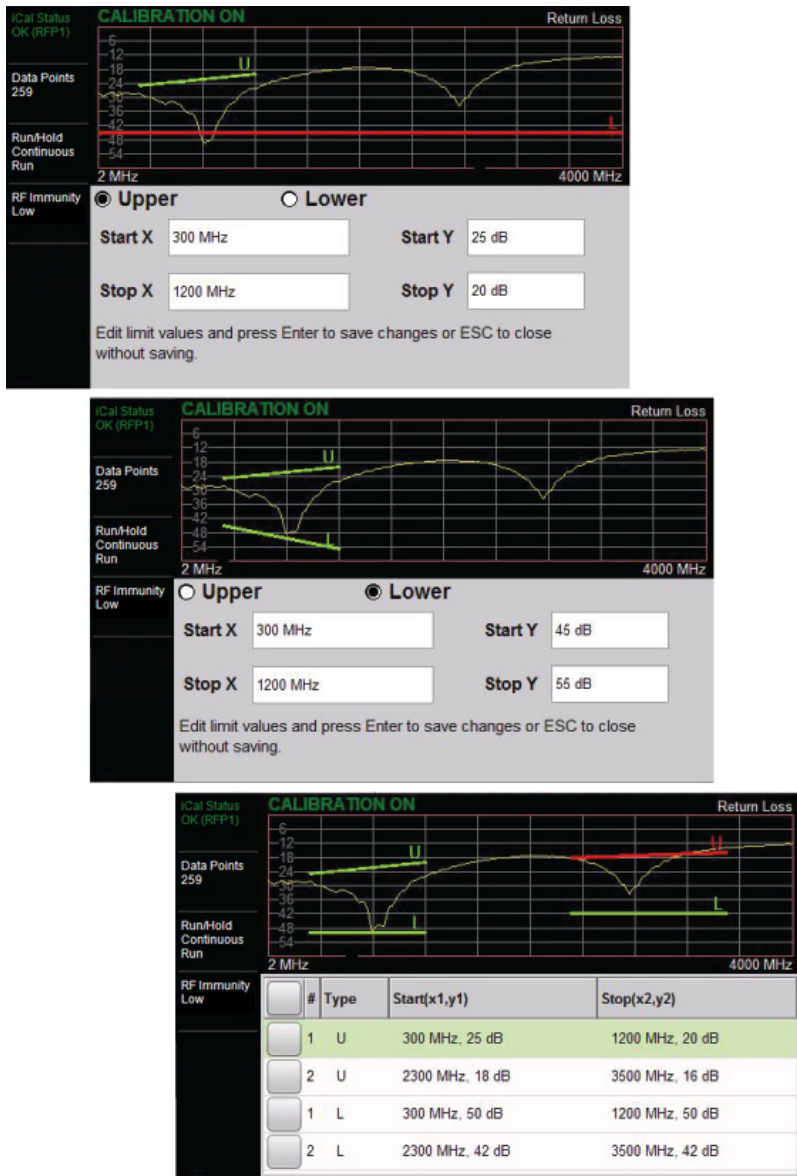 iCal Status
OK (RFP1)
Data Points
259
Run/Hold
Continuous
Run
RF Immunity
Low
CALIBRATION ON
Return Loss
6
12
18
24
30
36
42
48
54
U
L
2 MHz
4000 MHz
Upper
Lower
Start X
300 MHz
Start Y
25 dB
Stop X
1200 MHz
Stop Y
20 dB
Edit limit values and press Enter to save changes or ESC to close
without saving.
iCal Status
OK (RFP1)
Data Points
259
Run/Hold
Continuous
Run
RF Immunity
Low
CALIBRATION ON
Return Loss
6
12
18
24
30
36
42
48
54
U
L
2 MHz
4000 MHz
Upper
Lower
Start X
300 MHz
Start Y
45 dB
Stop X
1200 MHz
Stop Y
55 dB
Edit limit values and press Enter to save changes or ESC to close
without saving.
iCal Status
OK (RFP1)
Data Points
259
Run/Hold
Continuous
Run
RF Immunity
Low
CALIBRATION ON
Return Loss
6
12
18
24
30
36
42
48
54
U
U
L
L
2 MHz
4000 MHz
# Type Start(x1,y1) Stop(x2,y2)
1 U 300 MHz, 25 dB 1200 MHz, 20 dB
2 U 2300 MHz, 18 dB 3500 MHz, 16 dB
1 L 300 MHz, 50 dB 1200 MHz, 50 dB
2 L 2300 MHz, 42 dB 3500 MHz, 42 dB